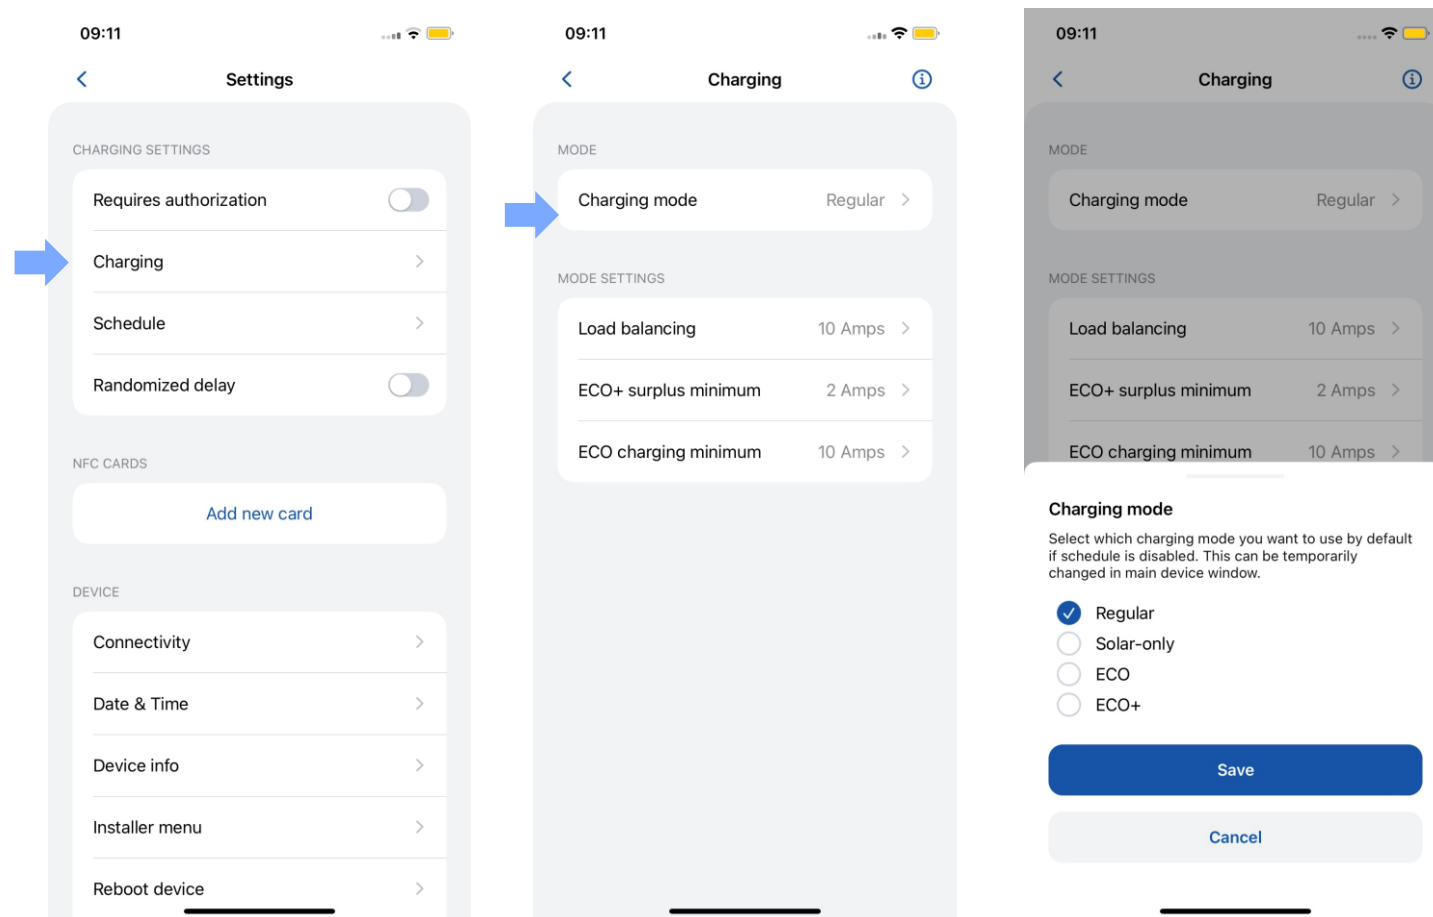 09:11
Settings
CHARGING SETTINGS
Requires authorization
Charging
Schedule
Randomized delay
NFC CARDS
Add new card
DEVICE
Connectivity
Date & Time
Device info
Installer menu
Reboot device
09:11
Charging
MODE
Charging mode Regular
MODE SETTINGS
Load balancing 10 Amps
ECO+ surplus minimum 2 Amps
ECO charging minimum 10 Amps
09:11
Charging
MODE
Charging mode Regular
MODE SETTINGS
Load balancing 10 Amps
ECO+ surplus minimum 2 Amps
ECO charging minimum 10 Amps
Charging mode
Select which charging mode you want to use by default
if schedule is disabled. This can be temporarily
changed in main device window.
Regular
Solar-only
ECO
ECO+
Save
Cancel